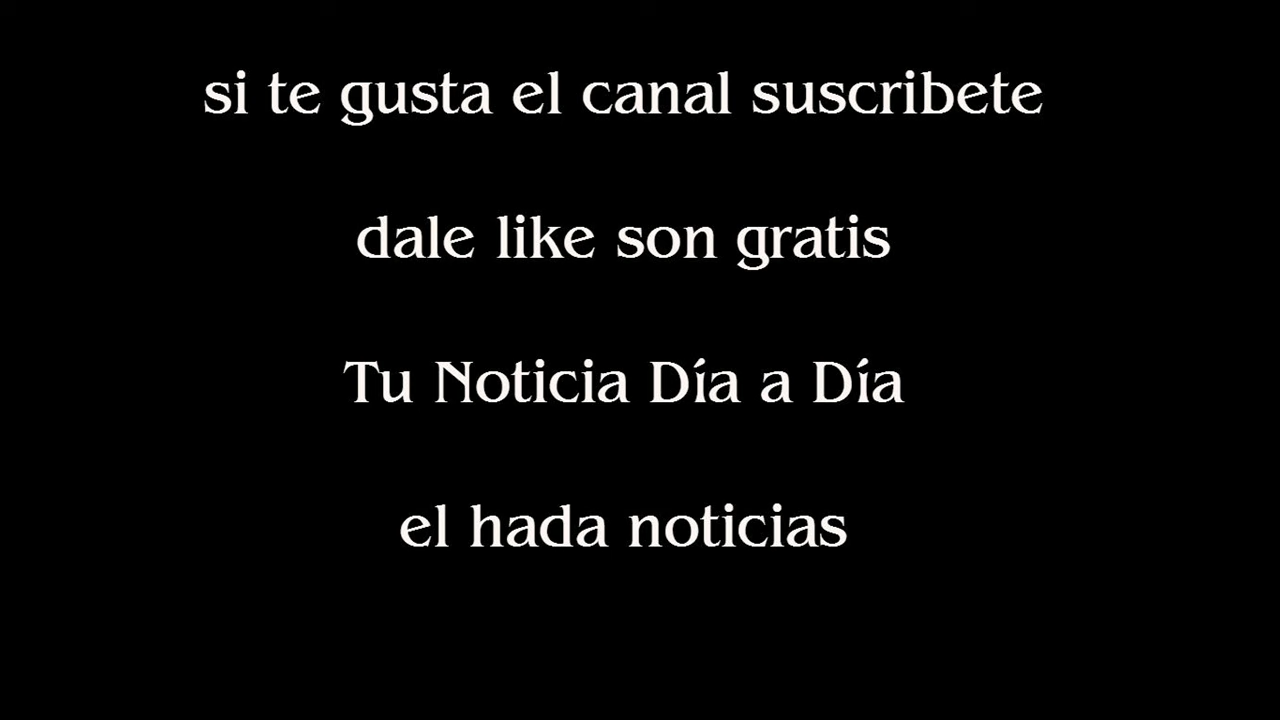 si te gusta el canal suscribete
dale like son gratis
Tu Noticia Día a Día
el hada noticias